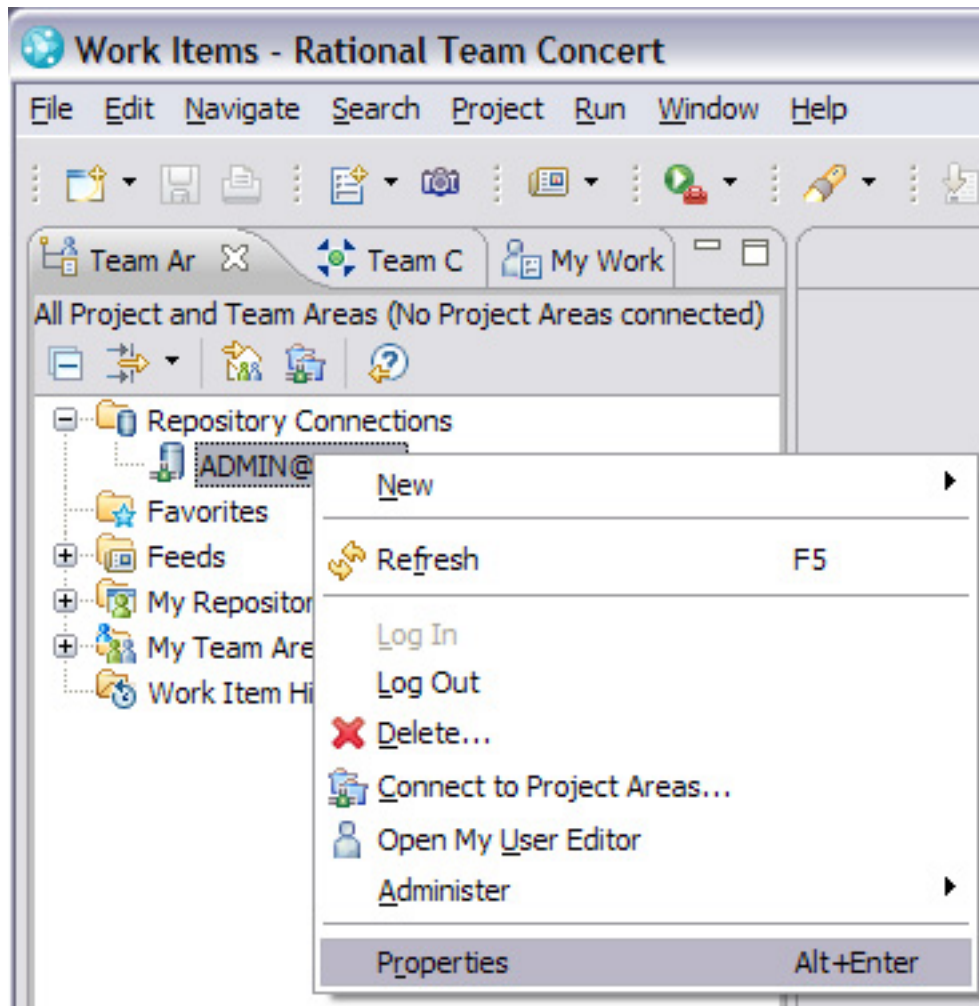 Work Items - Rational Team Concert
File Edit Navigate Search Project Run Window Help
Team Ar Team C My Work
All Project and Team Areas (No Project Areas connected)
Repository Connections
ADMIN@
New
Favorites
Feeds
Refresh F5
My Repositor
Log In
My Team Are
Log Out
Work Item Hi
Delete...
Connect to Project Areas...
Open My User Editor
Administer
Properties Alt+Enter